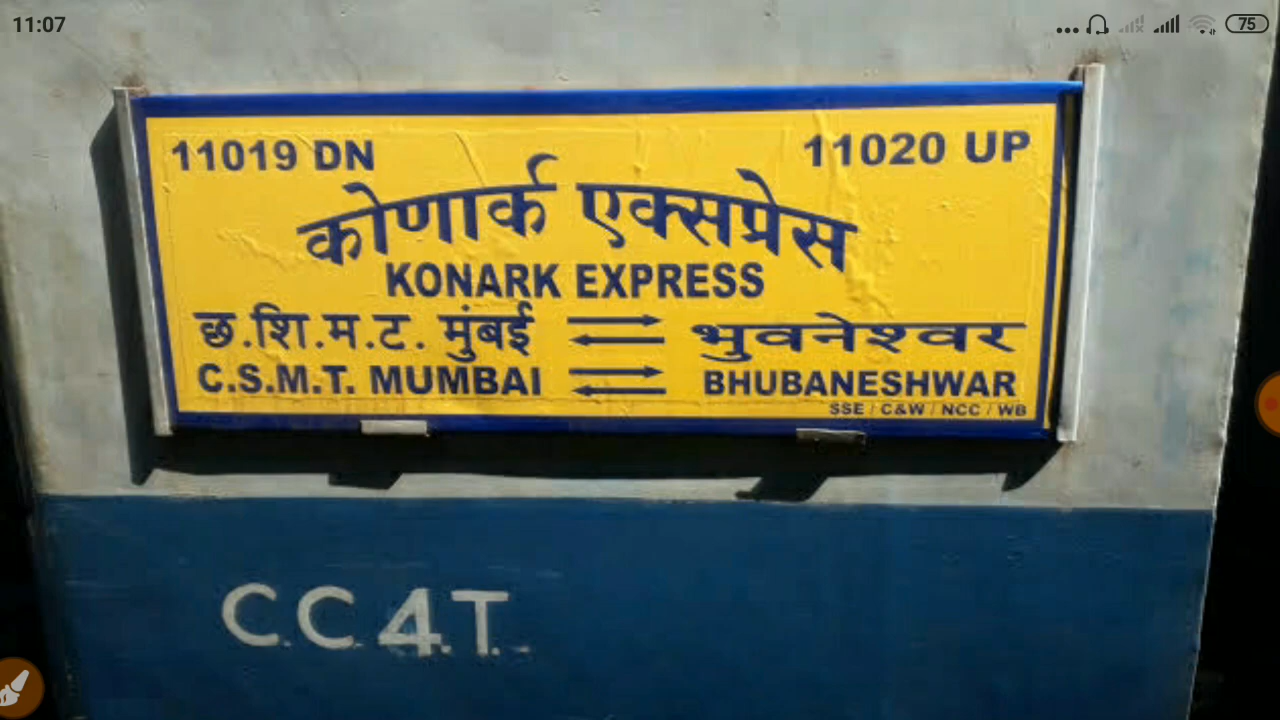 11:07 75
11019 DN 11020 UP
कोणार्क एक्सप्रेस
KONARK EXPRESS
छ.शि.म.ट. मुंबई भुवनेश्वर
C.S.M.T. MUMBAI BHUBANESHWAR
SSE / C&W / NCC / WB
C.C.4.T.